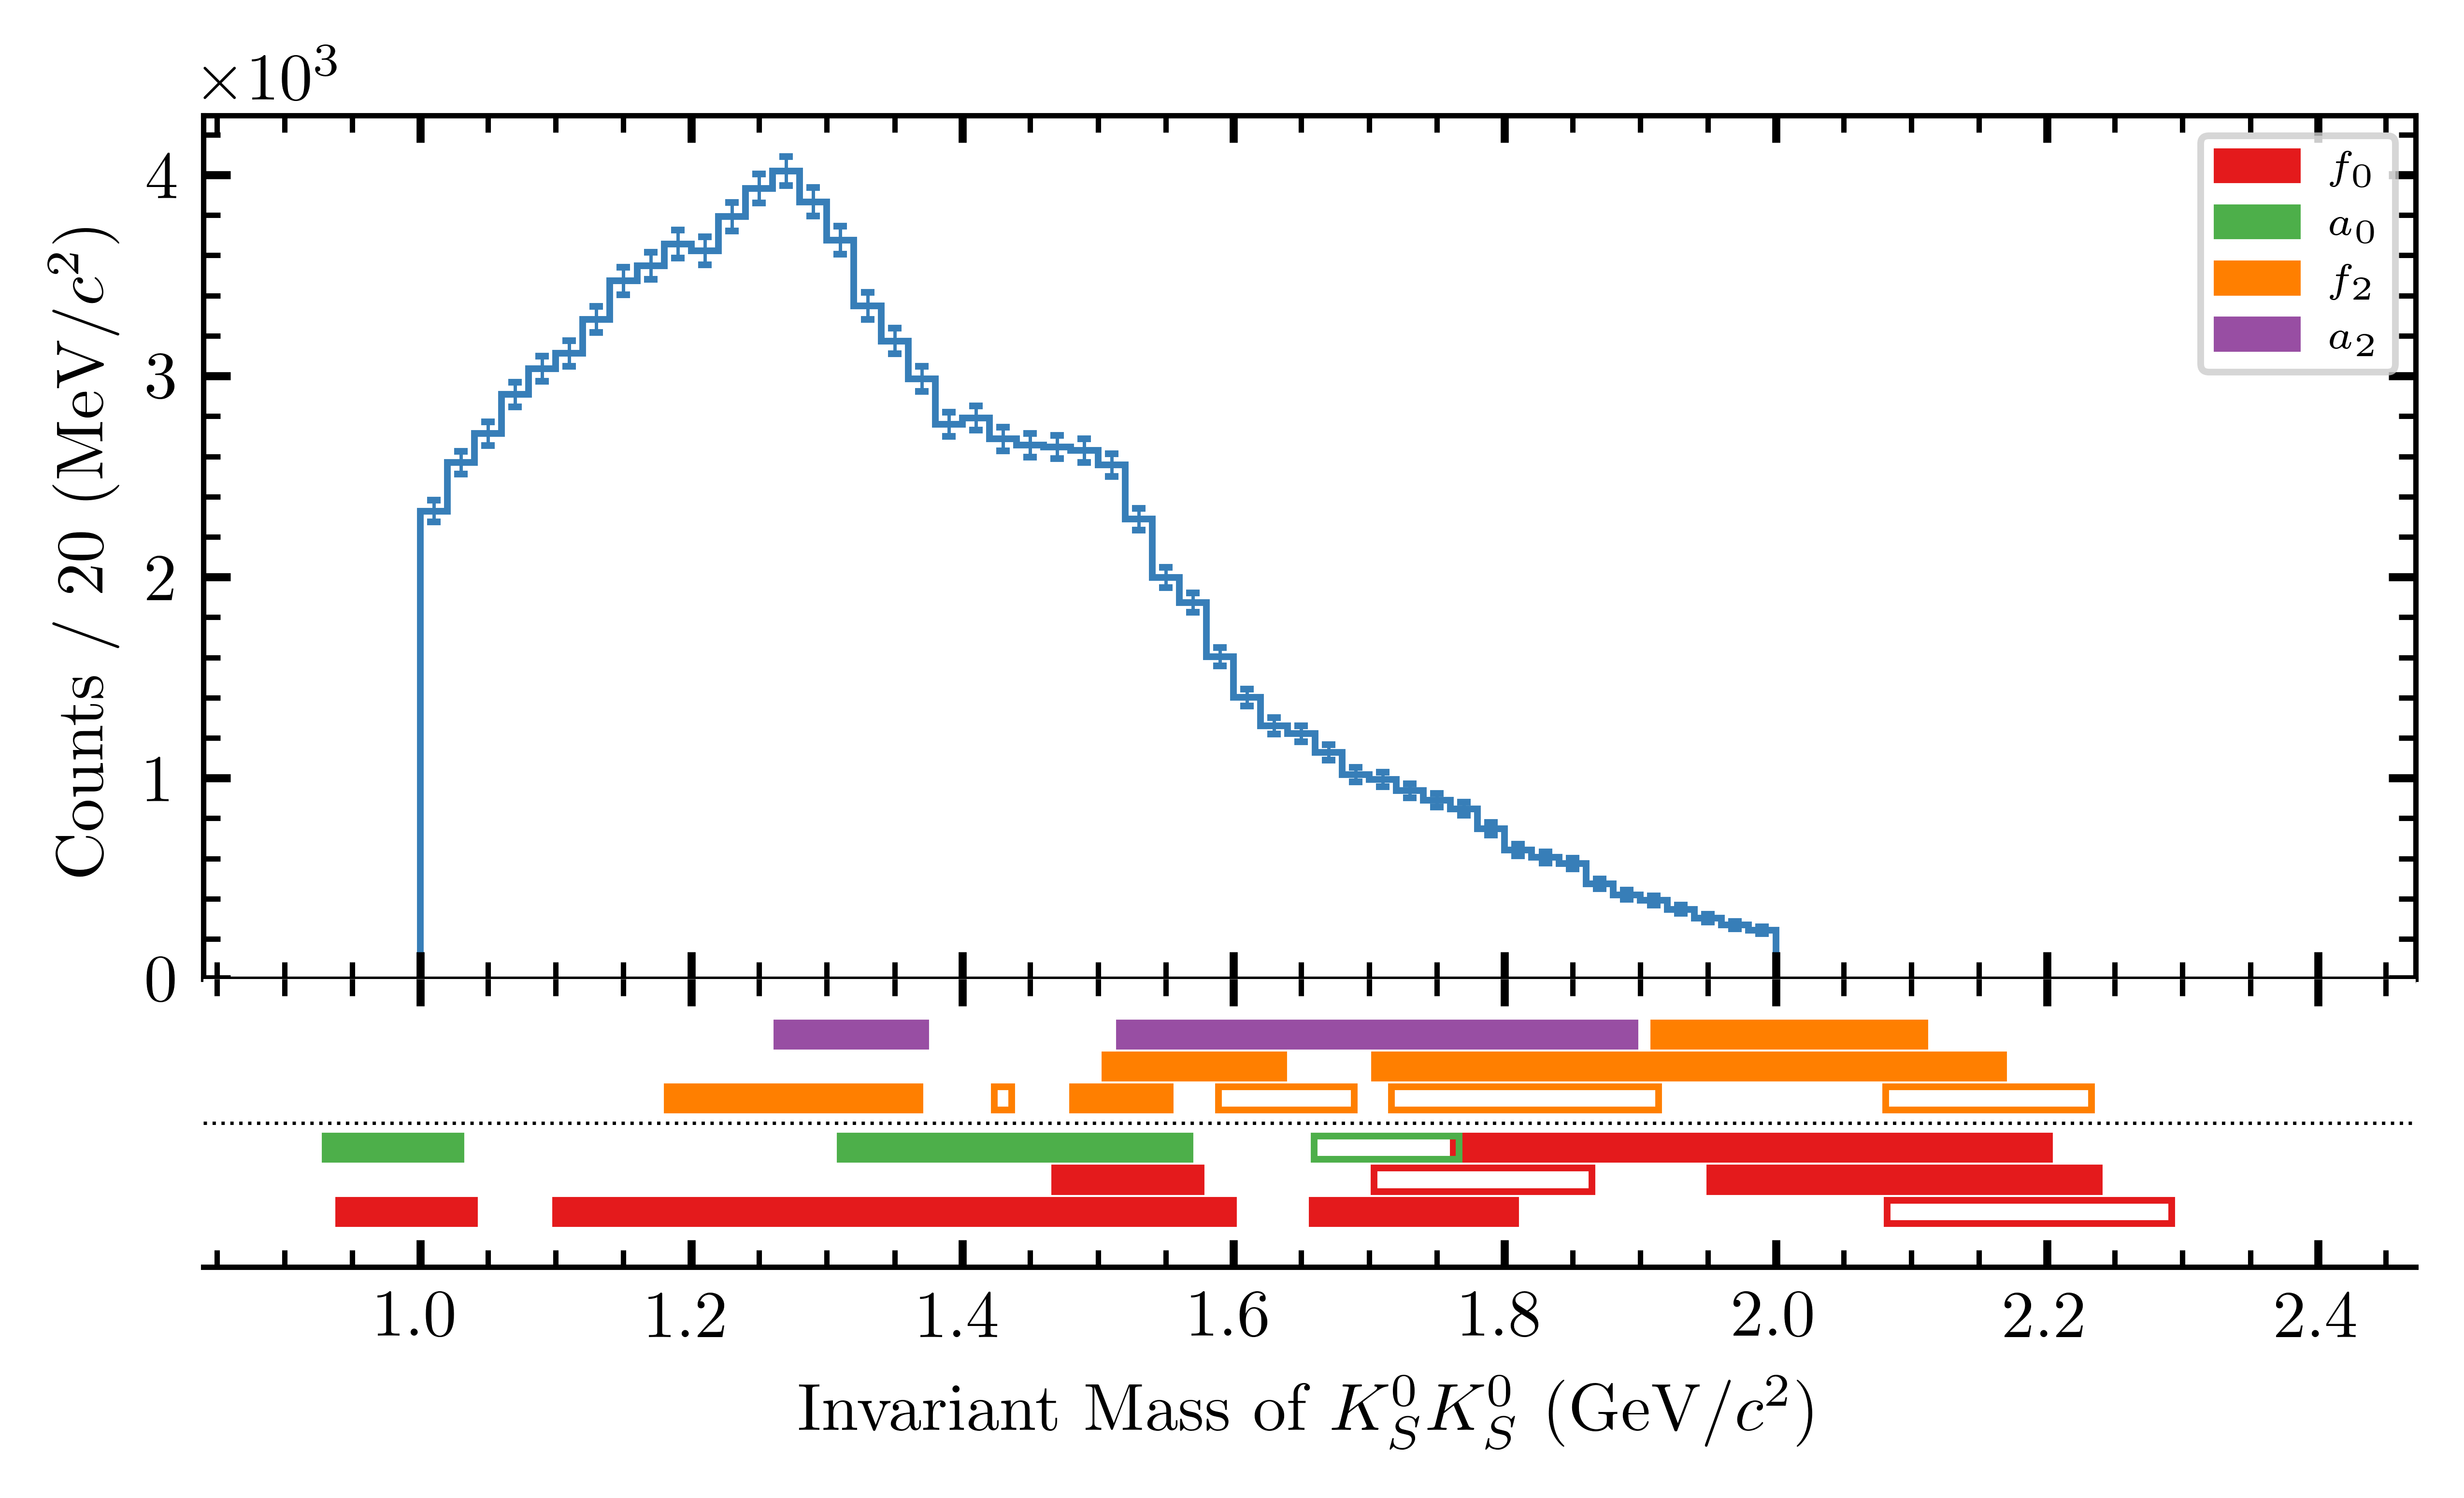 ×10³
4
3
2
1
0
Counts / 20 (MeV/c²)
f₀
a₀
f₂
a₂
1.0 1.2 1.4 1.6 1.8 2.0 2.2 2.4
Invariant Mass of K⁰_S K⁰_S (GeV/c²)